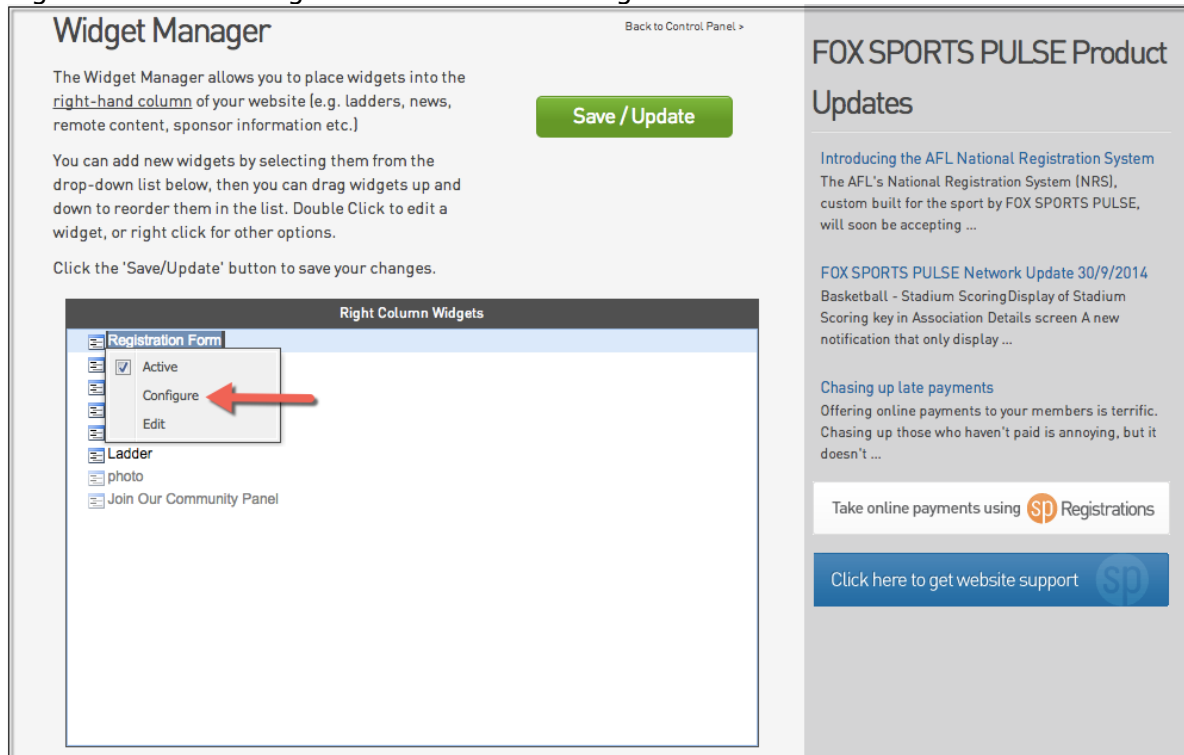 Widget Manager
Back to Control Panel >
The Widget Manager allows you to place widgets into the
right-hand column of your website (e.g. ladders, news,
remote content, sponsor information etc.)
Save / Update
You can add new widgets by selecting them from the
drop-down list below, then you can drag widgets up and
down to reorder them in the list. Double Click to edit a
widget, or right click for other options.
Click the 'Save/Update' button to save your changes.
Right Column Widgets
Registration Form
Active
Configure
Edit
Ladder
photo
Join Our Community Panel
FOX SPORTS PULSE Product
Updates
Introducing the AFL National Registration System
The AFL's National Registration System (NRS),
custom built for the sport by FOX SPORTS PULSE,
will soon be accepting ...
FOX SPORTS PULSE Network Update 30/9/2014
Basketball - Stadium ScoringDisplay of Stadium
Scoring key in Association Details screen A new
notification that only display ...
Chasing up late payments
Offering online payments to your members is terrific.
Chasing up those who haven't paid is annoying, but it
doesn't ...
Take online payments using sp Registrations
Click here to get website support sp